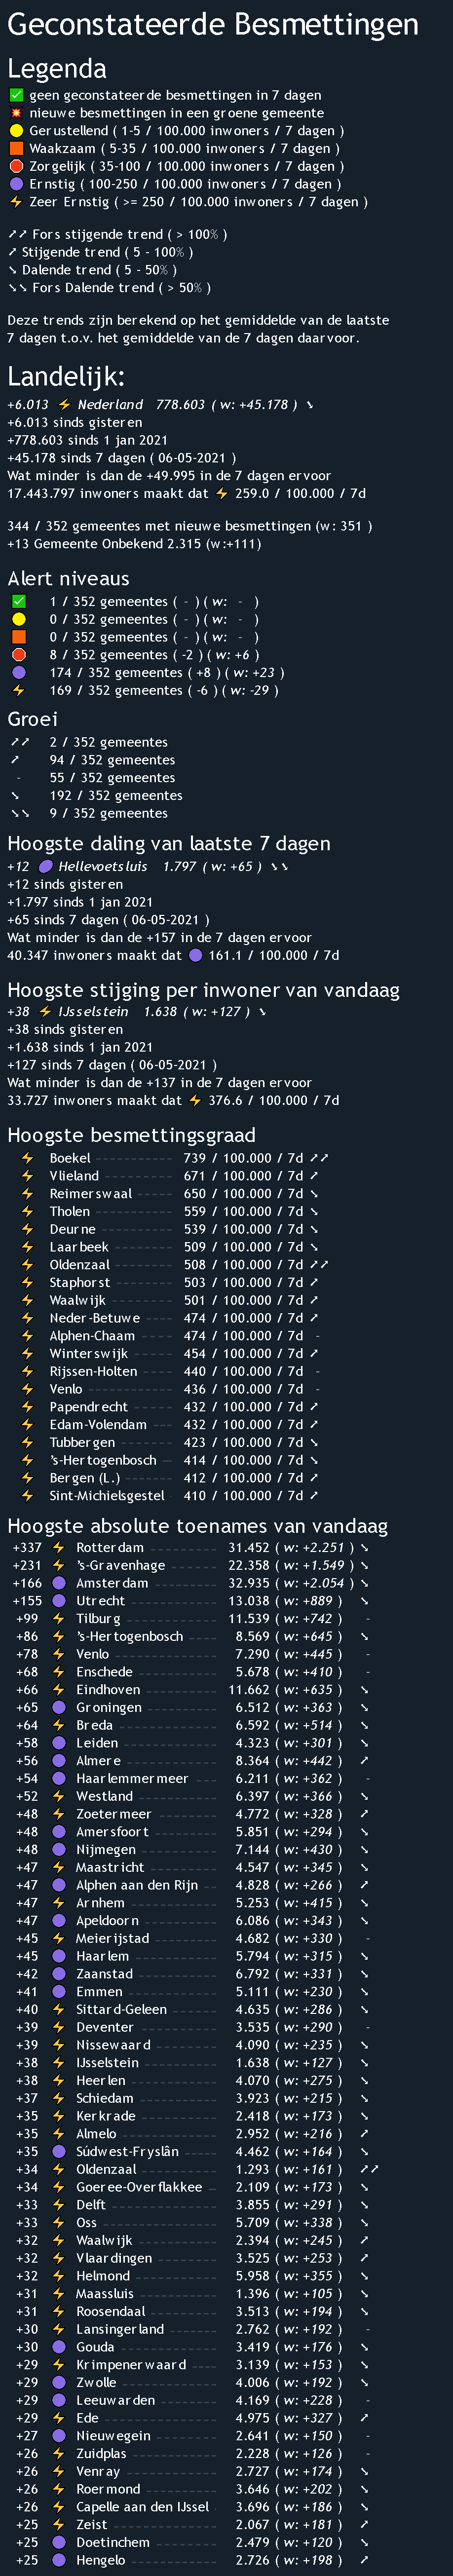 Geconstateerde Besmettingen
Legenda
✅ geen geconstateerde besmettingen in 7 dagen
💥 nieuwe besmettingen in een groene gemeente
🟡 Gerustellend ( 1-5 / 100.000 inwoners / 7 dagen )
🟧 Waakzaam ( 5-35 / 100.000 inwoners / 7 dagen )
🛑 Zorgelijk ( 35-100 / 100.000 inwoners / 7 dagen )
🟣 Ernstig ( 100-250 / 100.000 inwoners / 7 dagen )
⚡ Zeer Ernstig ( >= 250 / 100.000 inwoners / 7 dagen )
➚➚ Fors stijgende trend ( > 100% )
➚ Stijgende trend ( 5 - 100% )
➘ Dalende trend ( 5 - 50% )
➘➘ Fors Dalende trend ( > 50% )
Deze trends zijn berekend op het gemiddelde van de laatste
7 dagen t.o.v. het gemiddelde van de 7 dagen daarvoor.
Landelijk:
+6.013 ⚡ Nederland 778.603 ( w: +45.178 ) ➘
+6.013 sinds gisteren
+778.603 sinds 1 jan 2021
+45.178 sinds 7 dagen ( 06-05-2021 )
Wat minder is dan de +49.995 in de 7 dagen ervoor
17.443.797 inwoners maakt dat ⚡ 259.0 / 100.000 / 7d
344 / 352 gemeentes met nieuwe besmettingen (w: 351 )
+13 Gemeente Onbekend 2.315 (w:+111)
Alert niveaus
✅ 1 / 352 gemeentes ( - ) ( w: - )
🟡 0 / 352 gemeentes ( - ) ( w: - )
🟧 0 / 352 gemeentes ( - ) ( w: - )
🛑 8 / 352 gemeentes ( -2 ) ( w: +6 )
🟣 174 / 352 gemeentes ( +8 ) ( w: +23 )
⚡ 169 / 352 gemeentes ( -6 ) ( w: -29 )
Groei
➚➚ 2 / 352 gemeentes
➚ 94 / 352 gemeentes
- 55 / 352 gemeentes
➘ 192 / 352 gemeentes
➘➘ 9 / 352 gemeentes
Hoogste daling van laatste 7 dagen
+12 🟣 Hellevoetsluis 1.797 ( w: +65 ) ➘➘
+12 sinds gisteren
+1.797 sinds 1 jan 2021
+65 sinds 7 dagen ( 06-05-2021 )
Wat minder is dan de +157 in de 7 dagen ervoor
40.347 inwoners maakt dat 🟣 161.1 / 100.000 / 7d
Hoogste stijging per inwoner van vandaag
+38 ⚡ IJsselstein 1.638 ( w: +127 ) ➘
+38 sinds gisteren
+1.638 sinds 1 jan 2021
+127 sinds 7 dagen ( 06-05-2021 )
Wat minder is dan de +137 in de 7 dagen ervoor
33.727 inwoners maakt dat ⚡ 376.6 / 100.000 / 7d
Hoogste besmettingsgraad
⚡ Boekel 739 / 100.000 / 7d ➚➚
⚡ Vlieland 671 / 100.000 / 7d ➚
⚡ Reimerswaal 650 / 100.000 / 7d ➘
⚡ Tholen 559 / 100.000 / 7d ➘
⚡ Deurne 539 / 100.000 / 7d ➘
⚡ Laarbeek 509 / 100.000 / 7d ➘
⚡ Oldenzaal 508 / 100.000 / 7d ➚➚
⚡ Staphorst 503 / 100.000 / 7d ➚
⚡ Waalwijk 501 / 100.000 / 7d ➚
⚡ Neder-Betuwe 474 / 100.000 / 7d ➚
⚡ Alphen-Chaam 474 / 100.000 / 7d -
⚡ Winterswijk 454 / 100.000 / 7d ➚
⚡ Rijssen-Holten 440 / 100.000 / 7d -
⚡ Venlo 436 / 100.000 / 7d -
⚡ Papendrecht 432 / 100.000 / 7d ➚
⚡ Edam-Volendam 432 / 100.000 / 7d ➚
⚡ Tubbergen 423 / 100.000 / 7d ➘
⚡ 's-Hertogenbosch 414 / 100.000 / 7d ➘
⚡ Bergen (L.) 412 / 100.000 / 7d ➚
⚡ Sint-Michielsgestel 410 / 100.000 / 7d ➚
Hoogste absolute toenames van vandaag
+337 ⚡ Rotterdam 31.452 ( w: +2.251 ) ➘
+231 ⚡ 's-Gravenhage 22.358 ( w: +1.549 ) ➘
+166 🟣 Amsterdam 32.935 ( w: +2.054 ) ➘
+155 🟣 Utrecht 13.038 ( w: +889 ) ➘
+99 ⚡ Tilburg 11.539 ( w: +742 ) -
+86 ⚡ 's-Hertogenbosch 8.569 ( w: +645 ) ➘
+78 ⚡ Venlo 7.290 ( w: +445 ) -
+68 ⚡ Enschede 5.678 ( w: +410 ) -
+66 ⚡ Eindhoven 11.662 ( w: +635 ) ➘
+65 🟣 Groningen 6.512 ( w: +363 ) ➘
+64 ⚡ Breda 6.592 ( w: +514 ) ➘
+58 🟣 Leiden 4.323 ( w: +301 ) ➘
+56 🟣 Almere 8.364 ( w: +442 ) ➚
+54 🟣 Haarlemmermeer 6.211 ( w: +362 ) -
+52 ⚡ Westland 6.397 ( w: +366 ) ➘
+48 ⚡ Zoetermeer 4.772 ( w: +328 ) ➚
+48 🟣 Amersfoort 5.851 ( w: +294 ) ➘
+48 🟣 Nijmegen 7.144 ( w: +430 ) ➘
+47 ⚡ Maastricht 4.547 ( w: +345 ) ➘
+47 🟣 Alphen aan den Rijn 4.828 ( w: +266 ) ➚
+47 ⚡ Arnhem 5.253 ( w: +415 ) ➘
+47 🟣 Apeldoorn 6.086 ( w: +343 ) ➘
+45 ⚡ Meierijstad 4.682 ( w: +330 ) -
+45 🟣 Haarlem 5.794 ( w: +315 ) ➘
+42 🟣 Zaanstad 6.792 ( w: +331 ) ➘
+41 🟣 Emmen 5.111 ( w: +230 ) ➘
+40 ⚡ Sittard-Geleen 4.635 ( w: +286 ) ➘
+39 ⚡ Deventer 3.535 ( w: +290 ) -
+39 ⚡ Nissewaard 4.090 ( w: +235 ) ➘
+38 ⚡ IJsselstein 1.638 ( w: +127 ) ➘
+38 ⚡ Heerlen 4.070 ( w: +275 ) ➘
+37 ⚡ Schiedam 3.923 ( w: +215 ) ➘
+35 ⚡ Kerkrade 2.418 ( w: +173 ) ➘
+35 ⚡ Almelo 2.952 ( w: +216 ) ➚
+35 🟣 Súdwest-Fryslân 4.462 ( w: +164 ) ➘
+34 ⚡ Oldenzaal 1.293 ( w: +161 ) ➚➚
+34 ⚡ Goeree-Overflakkee 2.109 ( w: +173 ) ➘
+33 ⚡ Delft 3.855 ( w: +291 ) ➘
+33 ⚡ Oss 5.709 ( w: +338 ) ➘
+32 ⚡ Waalwijk 2.394 ( w: +245 ) ➚
+32 ⚡ Vlaardingen 3.525 ( w: +253 ) ➚
+32 ⚡ Helmond 5.958 ( w: +355 ) ➘
+31 ⚡ Maassluis 1.396 ( w: +105 ) ➘
+31 ⚡ Roosendaal 3.513 ( w: +194 ) ➘
+30 ⚡ Lansingerland 2.762 ( w: +192 ) -
+30 🟣 Gouda 3.419 ( w: +176 ) ➘
+29 ⚡ Krimpenerwaard 3.139 ( w: +153 ) ➘
+29 🟣 Zwolle 4.006 ( w: +192 ) ➘
+29 🟣 Leeuwarden 4.169 ( w: +228 ) -
+29 ⚡ Ede 4.975 ( w: +327 ) ➚
+27 🟣 Nieuwegein 2.641 ( w: +150 ) -
+26 ⚡ Zuidplas 2.228 ( w: +126 ) -
+26 ⚡ Venray 2.727 ( w: +174 ) ➘
+26 ⚡ Roermond 3.646 ( w: +202 ) ➘
+26 ⚡ Capelle aan den IJssel 3.696 ( w: +186 ) ➘
+25 ⚡ Zeist 2.067 ( w: +181 ) ➚
+25 🟣 Doetinchem 2.479 ( w: +120 ) ➘
+25 🟣 Hengelo 2.726 ( w: +198 ) ➚